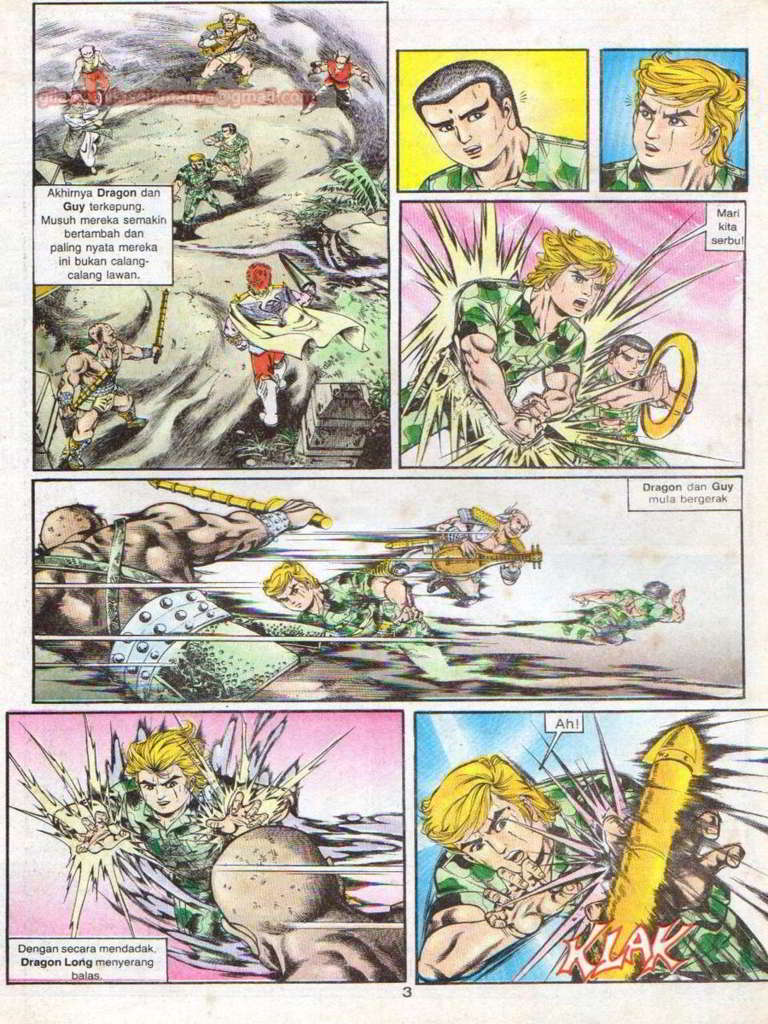 Akhirnya Dragon dan
Guy terkepung.
Musuh mereka semakin
bertambah dan
paling nyata mereka
ini bukan calang-
calang lawan.
Mari
kita
serbu!
Dragon dan Guy
mula bergerak
Dengan secara mendadak,
Dragon Long menyerang
balas.
Ah!
KLAK
3